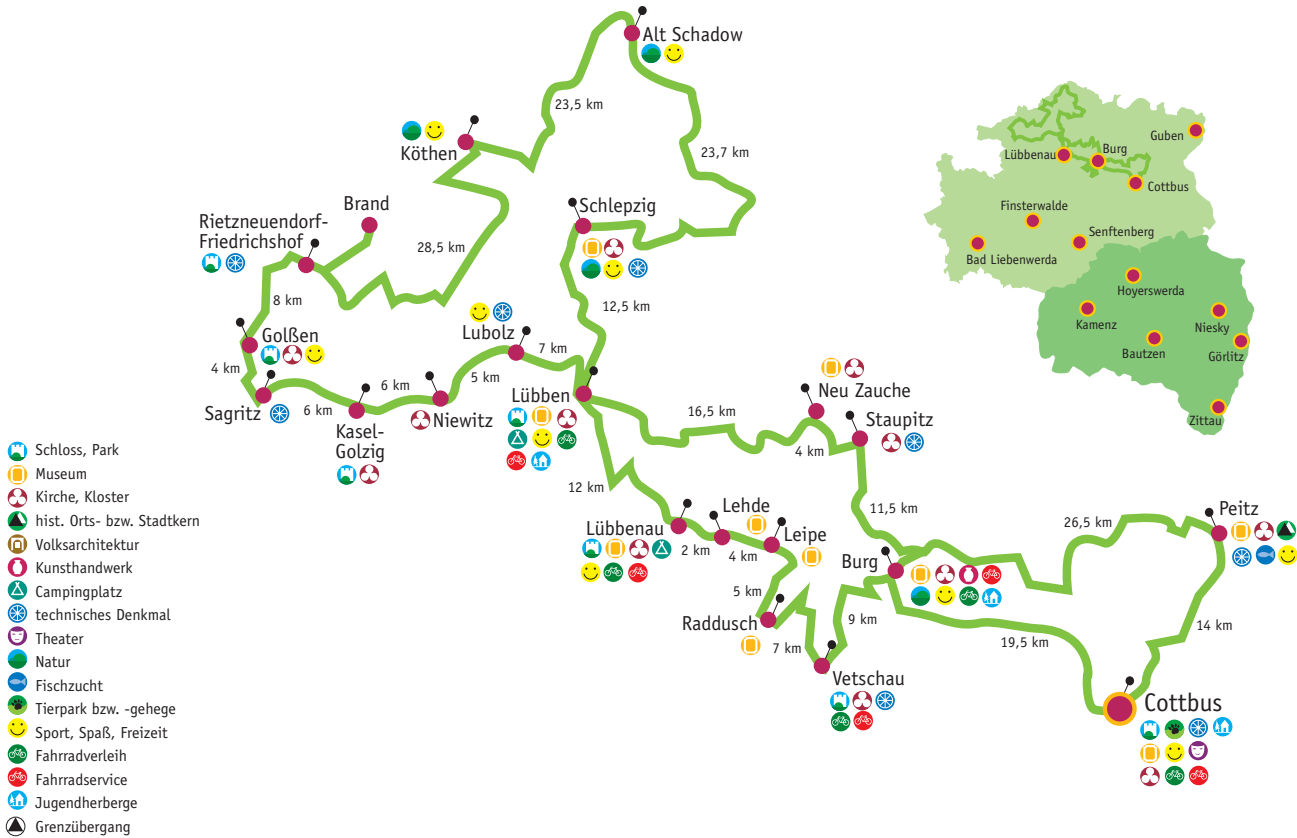 Alt Schadow
23,5 km
Köthen
23,7 km
Brand
Rietzneuendorf-
Friedrichshof
Schlepzig
28,5 km
8 km
12,5 km
Golßen
Lubolz
7 km
4 km
5 km
6 km
6 km
Sagritz
Kasel-
Golzig
Niewitz
Lübben
16,5 km
Neu Zauche
Staupitz
4 km
12 km
11,5 km
Lübbenau
Lehde
Leipe
2 km
4 km
5 km
Burg
26,5 km
Peitz
Raddusch
7 km
9 km
19,5 km
14 km
Vetschau
Cottbus
Guben
Burg
Lübbenau
Cottbus
Finsterwalde
Senftenberg
Bad Liebenwerda
Hoyerswerda
Kamenz
Niesky
Bautzen
Görlitz
Zittau
Schloss, Park
Museum
Kirche, Kloster
hist. Orts- bzw. Stadtkern
Volksarchitektur
Kunsthandwerk
Campingplatz
technisches Denkmal
Theater
Natur
Fischzucht
Tierpark bzw. -gehege
Sport, Spaß, Freizeit
Fahrradverleih
Fahrradservice
Jugendherberge
Grenzübergang